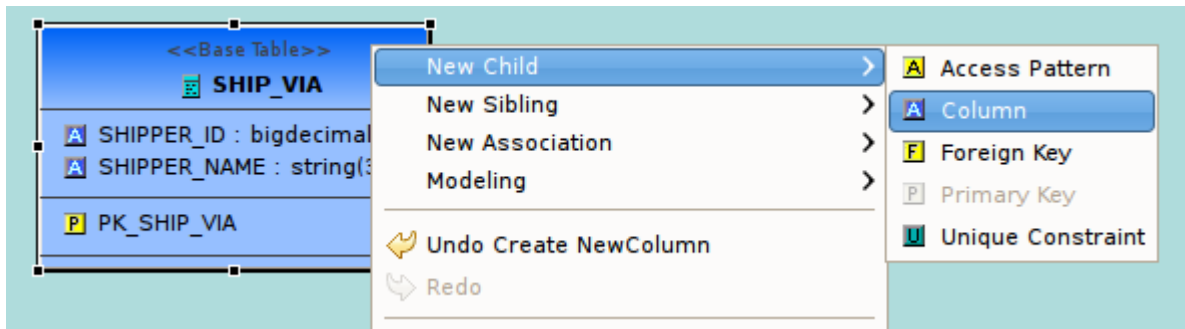 <<Base Table>>
SHIP_VIA
A SHIPPER_ID : bigdecimal
A SHIPPER_NAME : string(
P PK_SHIP_VIA
New Child
New Sibling
New Association
Modeling
Undo Create NewColumn
Redo
A Access Pattern
A Column
F Foreign Key
P Primary Key
U Unique Constraint